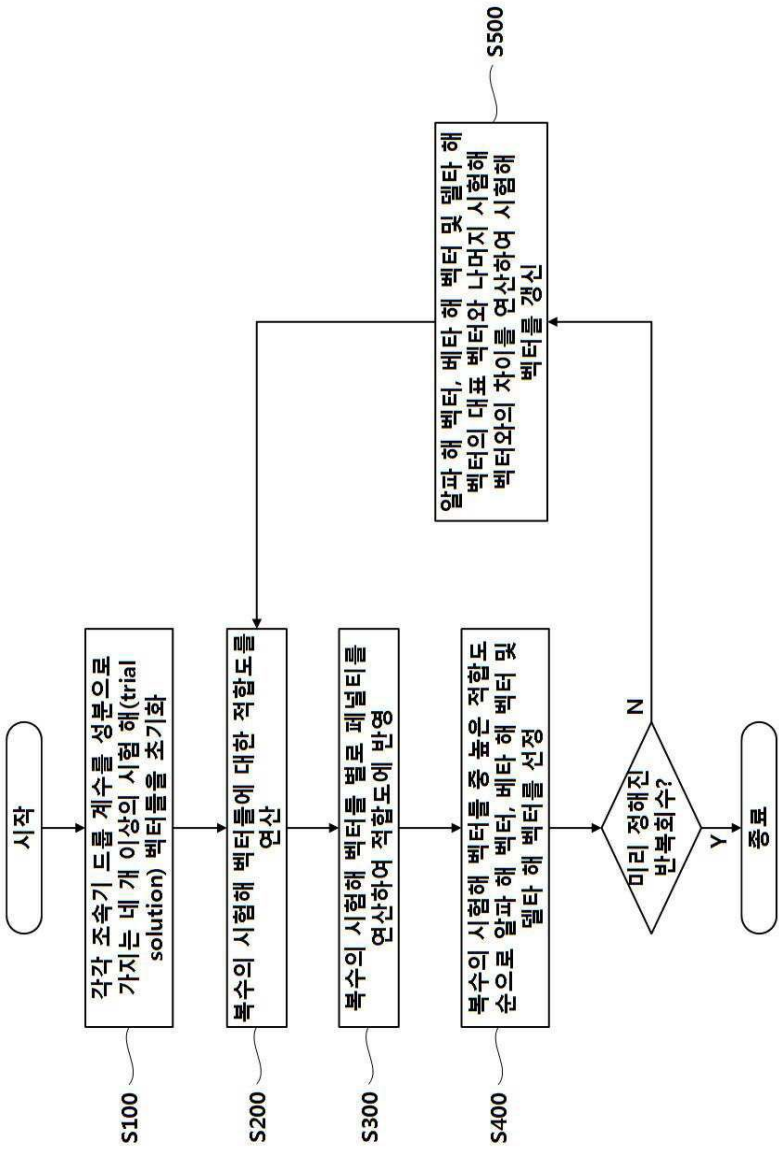 시작
S100
각각 조속기 드룹 계수를 성분으로
가지는 네 개 이상의 시험 해(trial
solution) 벡터들을 초기화
S200
복수의 시험해 벡터들에 대한 적합도를
연산
S300
복수의 시험해 벡터들 별로 페널티를
연산하여 적합도에 반영
S400
복수의 시험해 벡터들 중 높은 적합도
순으로 알파 해 벡터, 베타 해 벡터 및
델타 해 벡터를 선정
미리 정해진
반복회수?
N
Y
종료
S500
알파 해 벡터, 베타 해 벡터 및 델타 해
벡터의 대표 벡터와 나머지 시험해
벡터와의 차이를 연산하여 시험해
벡터를 갱신